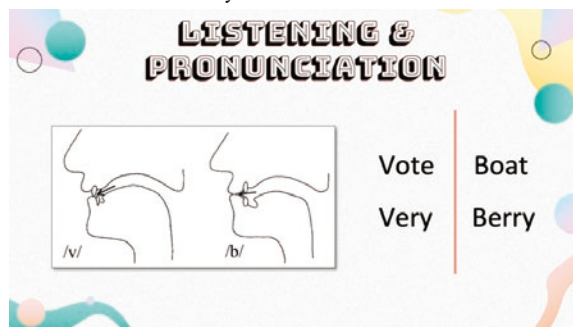 LISTENING &
PRONUNCIATION
Vote Boat
Very Berry
/v/ /b/